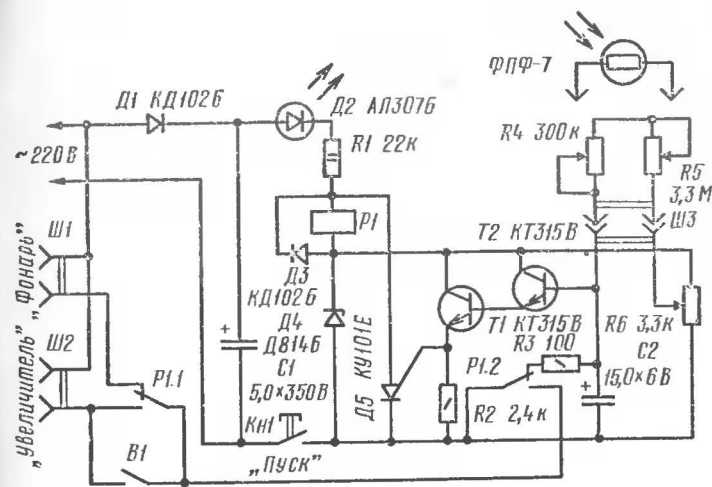 ФПФ-7
Д1 КД102Б
Д2 АЛ307Б
R1 22к
R4 300к
~220В
R5
3,3М
Ш3
Р1
Ш1
„Фонарь”
Т2 КТ315В
Д3
КД102Б
Д4
Д814Б
С1
5,0×350В
КУ101Е
Д5
Т1 КТ315В
R3 100
R6 3,3к
С2
15,0×6В
Ш2
„Увеличитель”
Р1.1
Р1.2
R2 2,4к
Кн1
„ПУСК”
В1